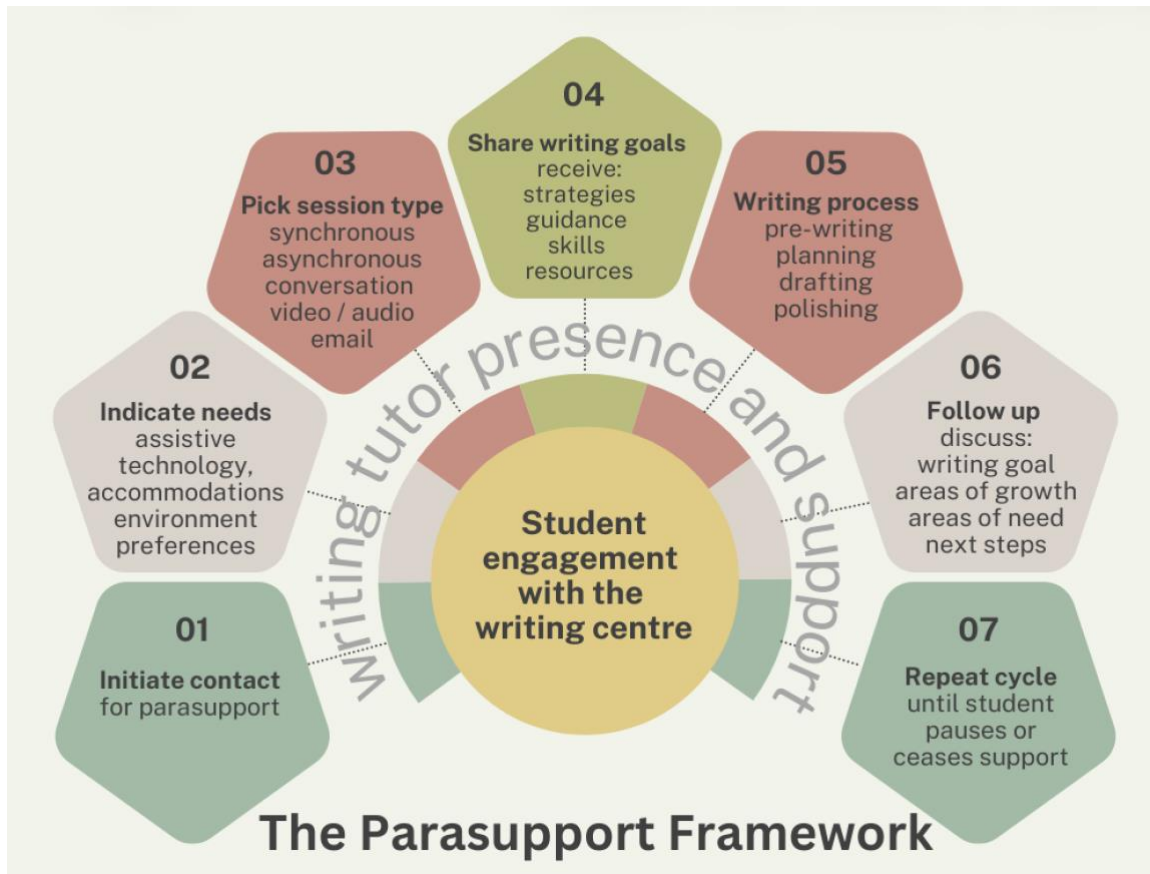 01
Initiate contact
for parasupport
02
Indicate needs
assistive
technology,
accommodations
environment
preferences
03
Pick session type
synchronous
asynchronous
conversation
video / audio
email
04
Share writing goals
receive:
strategies
guidance
skills
resources
05
Writing process
pre-writing
planning
drafting
polishing
06
Follow up
discuss:
writing goal
areas of growth
areas of need
next steps
07
Repeat cycle
until student
pauses or
ceases support
writing tutor presence and support
Student
engagement
with the
writing centre
The Parasupport Framework